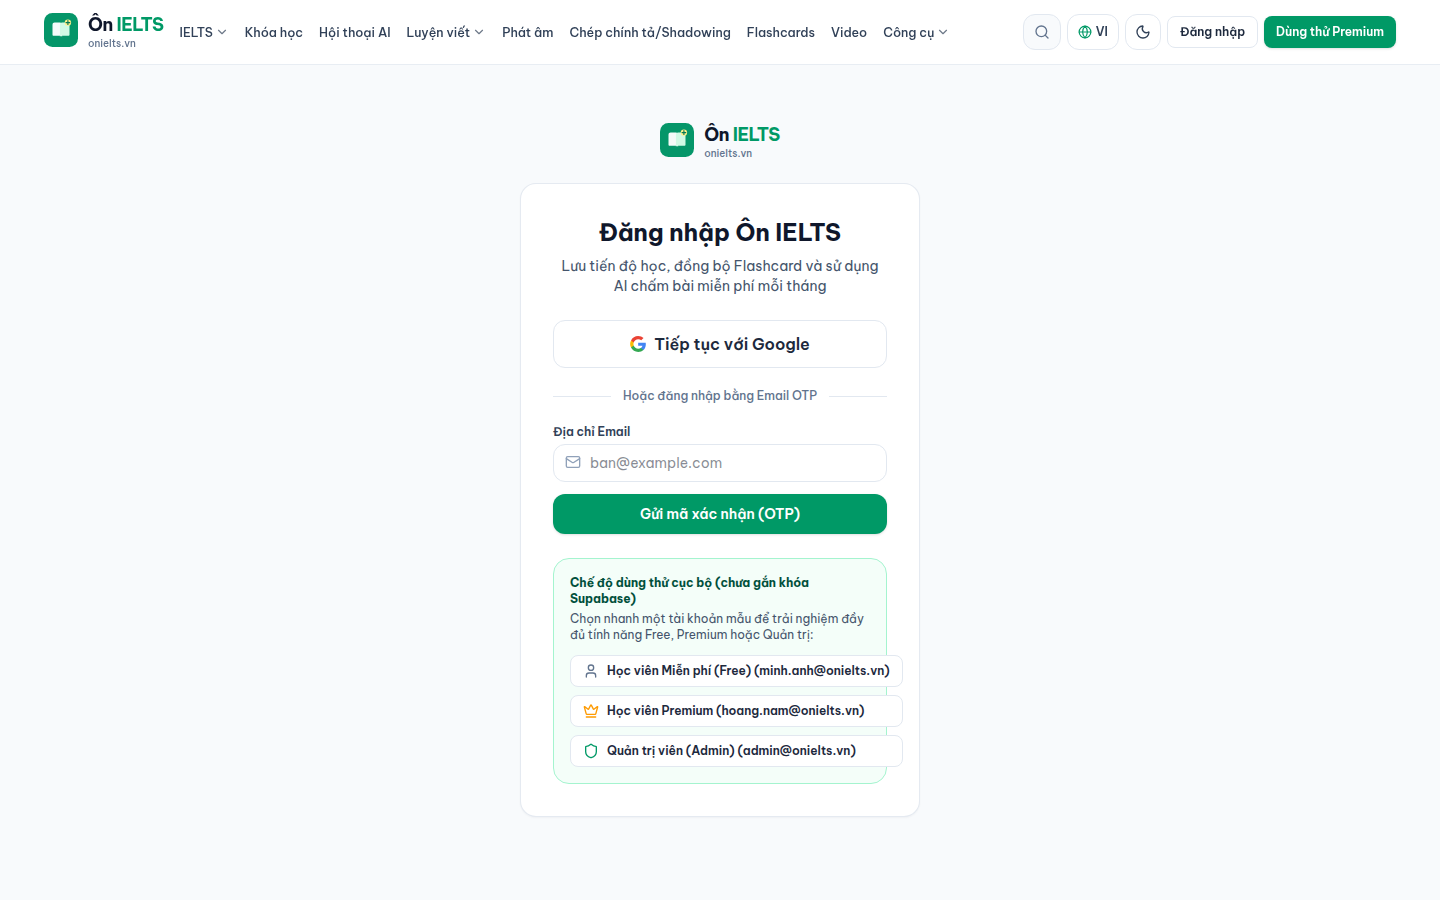 Ôn IELTS
onielts.vn
IELTS
Khóa học
Hội thoại AI
Luyện viết
Phát âm
Chép chính tả/Shadowing
Flashcards
Video
Công cụ
VI
Đăng nhập
Dùng thử Premium
Ôn IELTS
onielts.vn
Đăng nhập Ôn IELTS
Lưu tiến độ học, đồng bộ Flashcard và sử dụng
AI chấm bài miễn phí mỗi tháng
Tiếp tục với Google
Hoặc đăng nhập bằng Email OTP
Địa chỉ Email
ban@example.com
Gửi mã xác nhận (OTP)
Chế độ dùng thử cục bộ (chưa gắn khóa
Supabase)
Chọn nhanh một tài khoản mẫu để trải nghiệm đầy
đủ tính năng Free, Premium hoặc Quản trị:
Học viên Miễn phí (Free) (minh.anh@onielts.vn)
Học viên Premium (hoang.nam@onielts.vn)
Quản trị viên (Admin) (admin@onielts.vn)